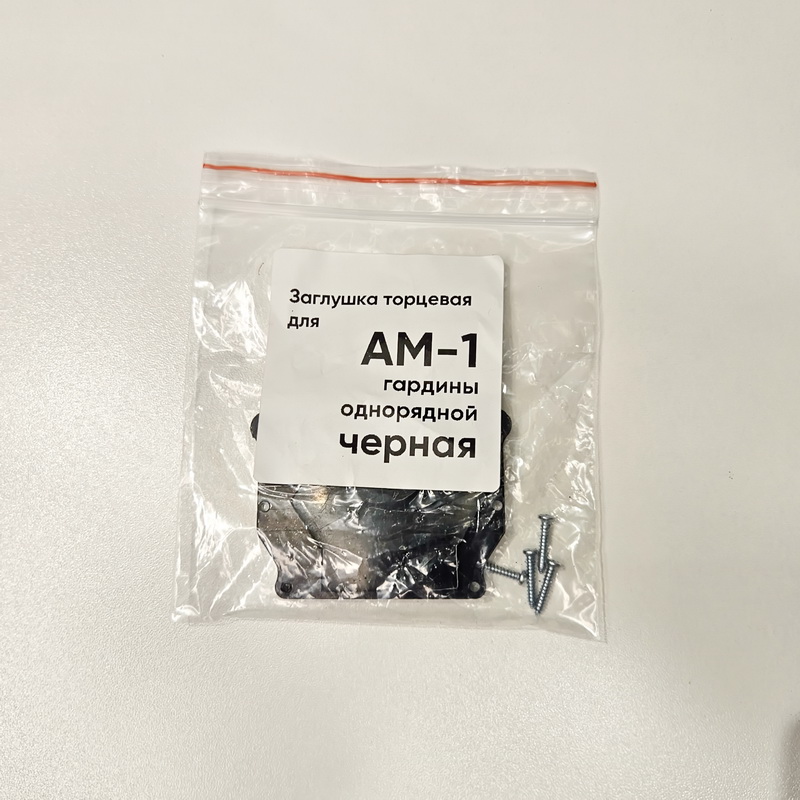 Заглушка торцевая
для
АМ-1
гардины
однорядной
черная